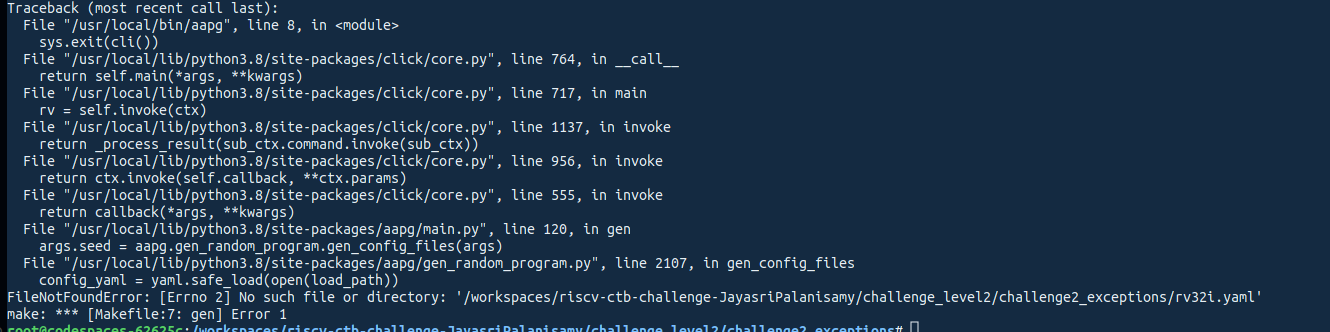 Traceback (most recent call last):
  File "/usr/local/bin/aapg", line 8, in <module>
    sys.exit(cli())
  File "/usr/local/lib/python3.8/site-packages/click/core.py", line 764, in __call__
    return self.main(*args, **kwargs)
  File "/usr/local/lib/python3.8/site-packages/click/core.py", line 717, in main
    rv = self.invoke(ctx)
  File "/usr/local/lib/python3.8/site-packages/click/core.py", line 1137, in invoke
    return _process_result(sub_ctx.command.invoke(sub_ctx))
  File "/usr/local/lib/python3.8/site-packages/click/core.py", line 956, in invoke
    return ctx.invoke(self.callback, **ctx.params)
  File "/usr/local/lib/python3.8/site-packages/click/core.py", line 555, in invoke
    return callback(*args, **kwargs)
  File "/usr/local/lib/python3.8/site-packages/aapg/main.py", line 120, in gen
    args.seed = aapg.gen_random_program.gen_config_files(args)
  File "/usr/local/lib/python3.8/site-packages/aapg/gen_random_program.py", line 2107, in gen_config_files
    config_yaml = yaml.safe_load(open(load_path))
FileNotFoundError: [Errno 2] No such file or directory: '/workspaces/riscv-ctb-challenge-JayasriPalanisamy/challenge_level2/challenge2_exceptions/rv32i.yaml'
make: *** [Makefile:7: gen] Error 1
root@codespaces-62625c:/workspaces/riscv-ctb-challenge-JayasriPalanisamy/challenge_level2/challenge2_exceptions#